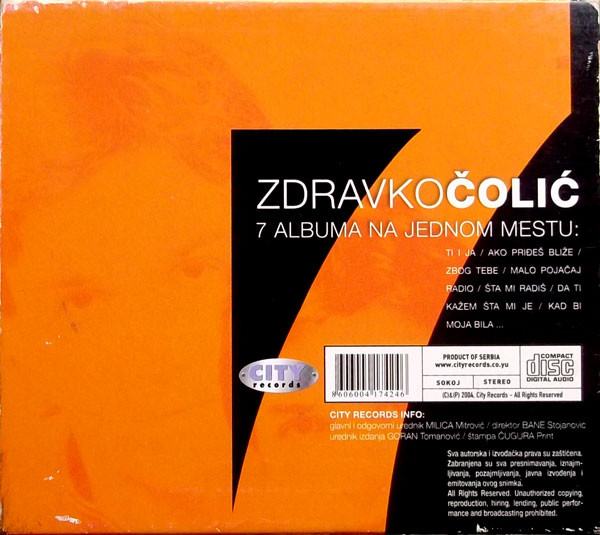 7
ZDRAVKOČOLIĆ
7 ALBUMA NA JEDNOM MESTU:
TI I JA / AKO PRIĐEŠ BLIŽE /
ZBOG TEBE / MALO POJAČAJ
RADIO / ŠTA MI RADIŠ / DA TI
KAŽEM ŠTA MI JE / KAD BI
MOJA BILA ...
CITY
records
8606004174246
PRODUCT OF SERBIA
www.cityrecords.co.yu
SOKOJ
STEREO
(C)&(P) 2004. City Records - All Rights Reserved
COMPACT
disc
DIGITAL AUDIO
CITY RECORDS INFO:
glavni i odgovorni urednik MILICA Mitrović / direktor BANE Stojanovic
urednik izdanja GORAN Tomanović / štampa ČUGURA Print
Sva autorska i izvođačka prava su zaštićena.
Zabranjena su sva presnimavanja, iznajm-
ljivanja, pozajmljivanja, javna izvođenja i
emitovanja ovog snimka.
All Rights Reserved. Unauthorized copying,
reproduction, hiring, lending, public perfor-
mance and broadcasting prohibited.